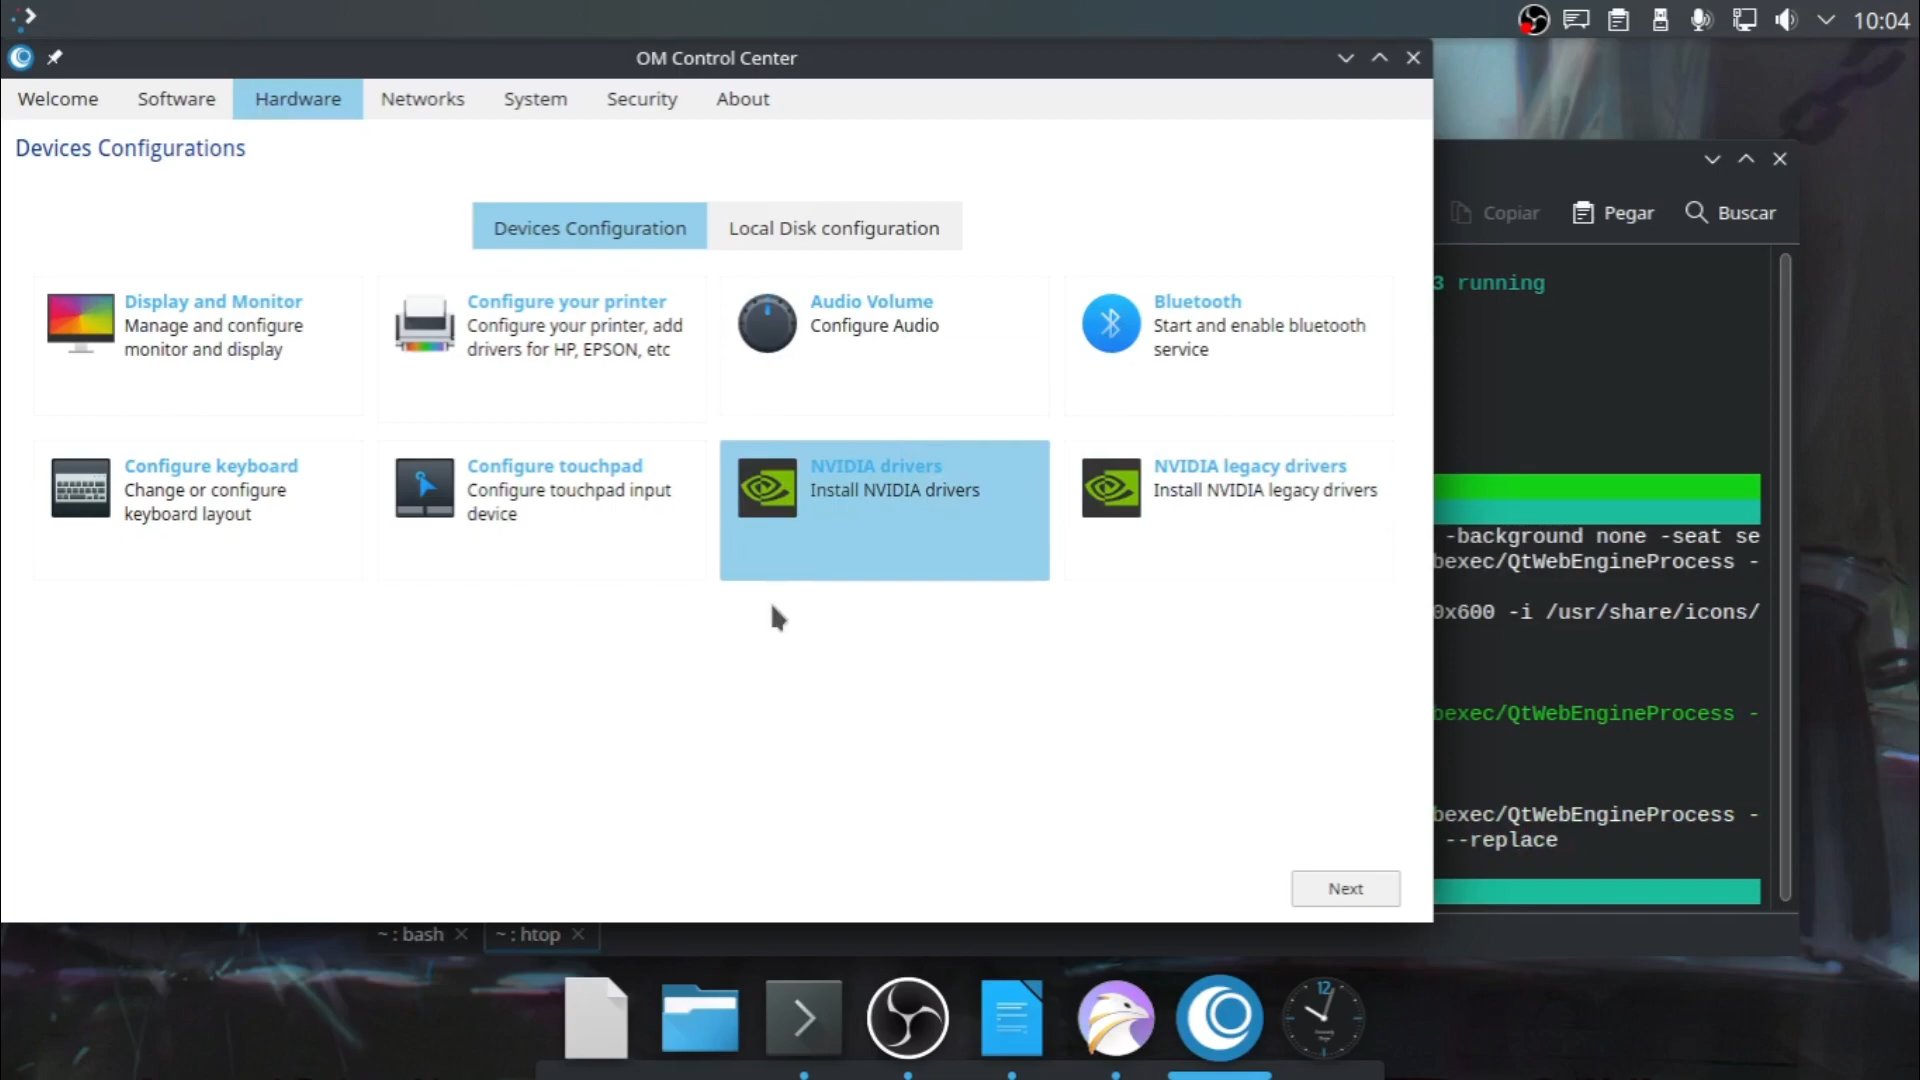 10:04
OM Control Center
Welcome Software Hardware Networks System Security About
Devices Configurations
Devices Configuration Local Disk configuration
Display and Monitor
Manage and configure
monitor and display
Configure your printer
Configure your printer, add
drivers for HP, EPSON, etc
Audio Volume
Configure Audio
Bluetooth
Start and enable bluetooth
service
Configure keyboard
Change or configure
keyboard layout
Configure touchpad
Configure touchpad input
device
NVIDIA drivers
Install NVIDIA drivers
NVIDIA legacy drivers
Install NVIDIA legacy drivers
Next
Copiar Pegar Buscar
3 running
-background none -seat se
bexec/QtWebEngineProcess -
0x600 -i /usr/share/icons/
bexec/QtWebEngineProcess -
bexec/QtWebEngineProcess -
--replace
~ : bash ~ : htop
12